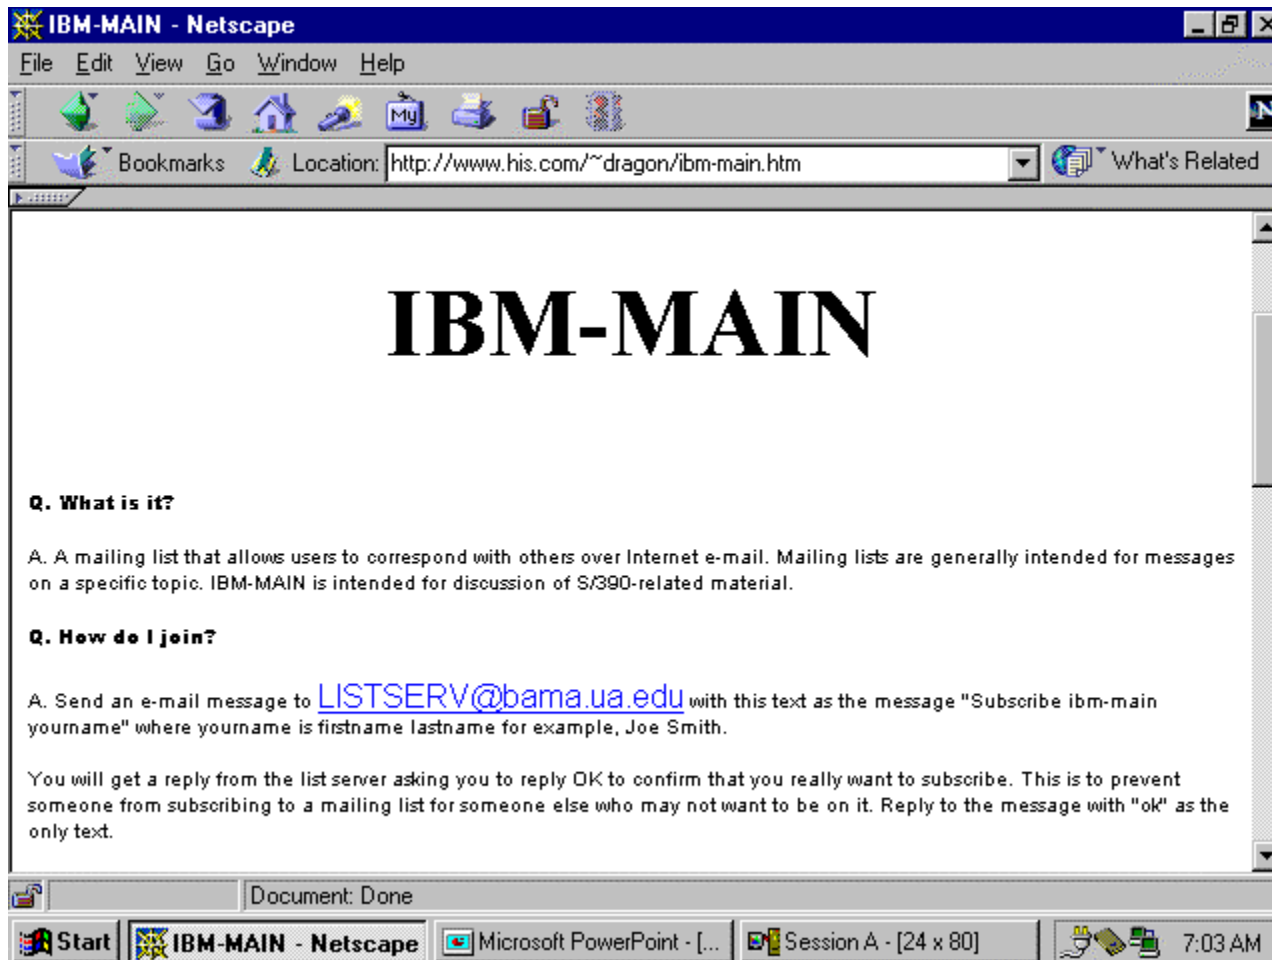 IBM-MAIN - Netscape
File Edit View Go Window Help
My N
Bookmarks Location: http://www.his.com/~dragon/ibm-main.htm What's Related
IBM-MAIN
Q. What is it?
A. A mailing list that allows users to correspond with others over Internet e-mail. Mailing lists are generally intended for messages
on a specific topic. IBM-MAIN is intended for discussion of S/390-related material.
Q. How do I join?
A. Send an e-mail message to LISTSERV@bama.ua.edu with this text as the message "Subscribe ibm-main
yourname" where yourname is firstname lastname for example, Joe Smith.
You will get a reply from the list server asking you to reply OK to confirm that you really want to subscribe. This is to prevent
someone from subscribing to a mailing list for someone else who may not want to be on it. Reply to the message with "ok" as the
only text.
Document: Done
Start IBM-MAIN - Netscape Microsoft PowerPoint - [... Session A - [24 x 80] 7:03 AM